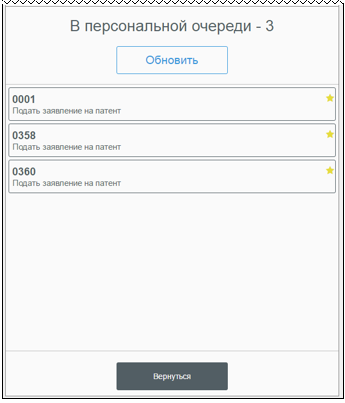 В персональной очереди - 3
Обновить
0001
Подать заявление на патент
0358
Подать заявление на патент
0360
Подать заявление на патент
Вернуться